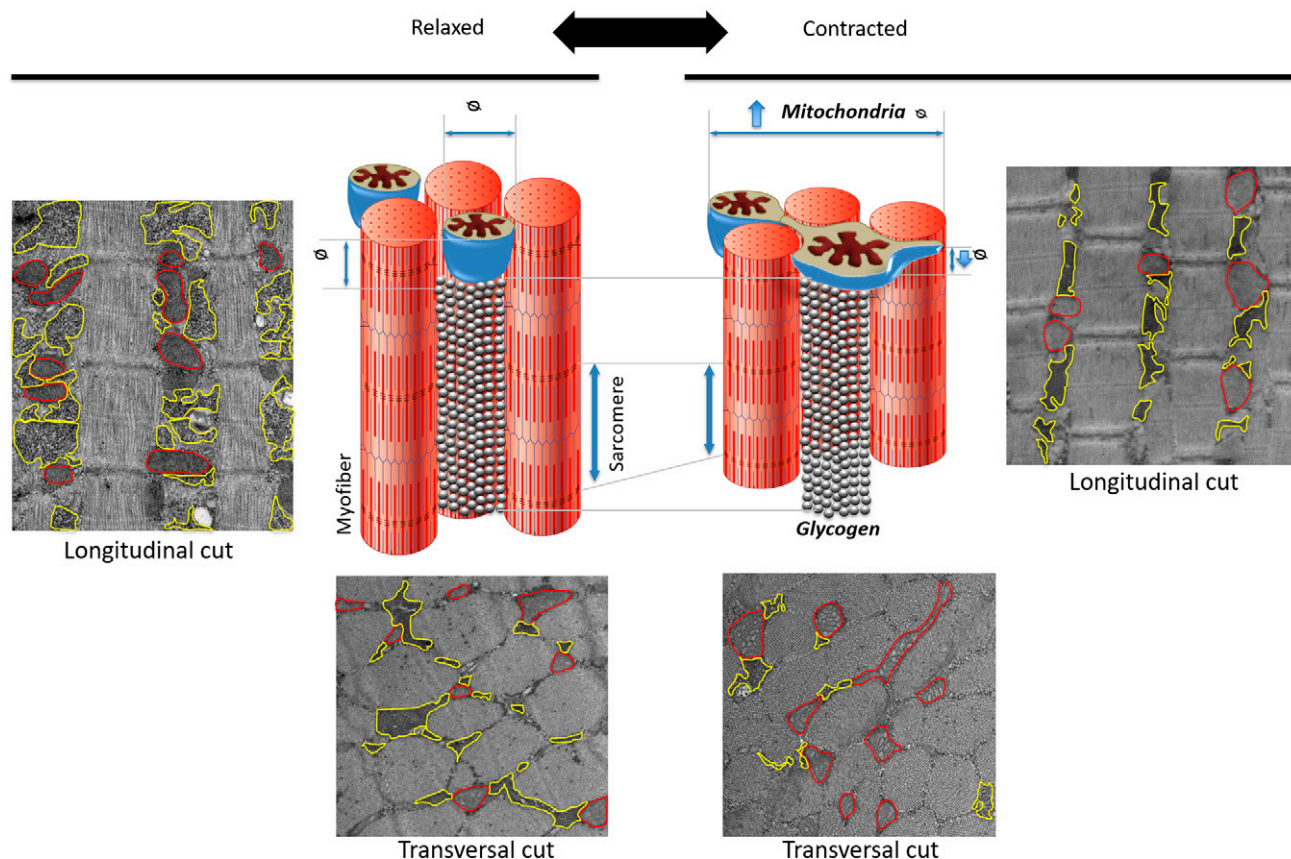 Relaxed
Contracted
ø
Mitochondria ø
ø
ø
Myofiber
Sarcomere
Glycogen
Longitudinal cut
Longitudinal cut
Transversal cut
Transversal cut